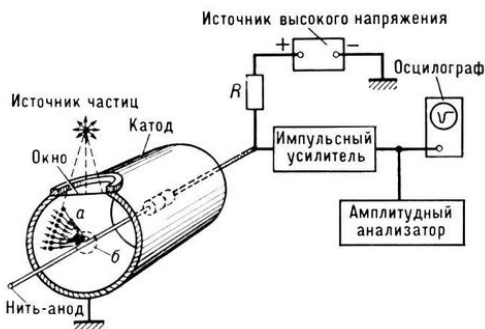 Источник высокого напряжения
+ −
Осцилограф
R
Источник частиц
Катод
Окно
Импульсный
усилитель
а
Амплитудный
анализатор
б
Нить-анод